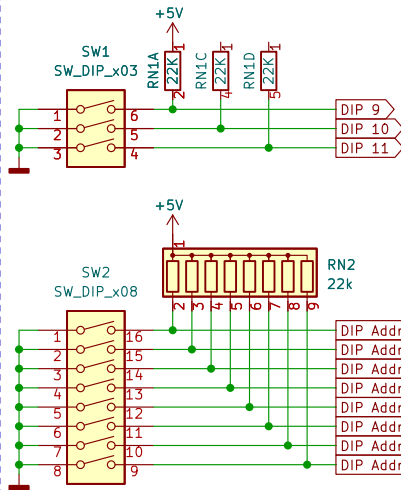 +5V
SW1
SW_DIP_x03
RN1A
22K
1
2
RN1C
22K
1
4
RN1D
22K
1
5
1
2
3
6
5
4
DIP 9
DIP 10
DIP 11
+5V
1
RN2
22k
2 3 4 5 6 7 8 9
SW2
SW_DIP_x08
1 16 DIP Addr
2 15 DIP Addr
3 14 DIP Addr
4 13 DIP Addr
5 12 DIP Addr
6 11 DIP Addr
7 10 DIP Addr
8 9 DIP Addr